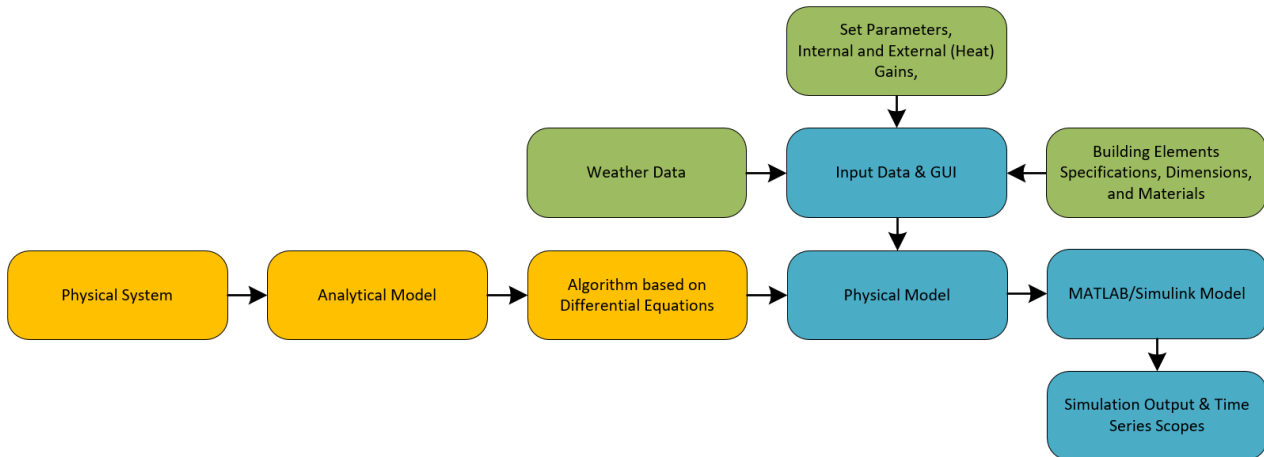 Set Parameters,
Internal and External (Heat)
Gains,
Weather Data
Input Data & GUI
Building Elements
Specifications, Dimensions,
and Materials
Physical System
Analytical Model
Algorithm based on
Differential Equations
Physical Model
MATLAB/Simulink Model
Simulation Output & Time
Series Scopes